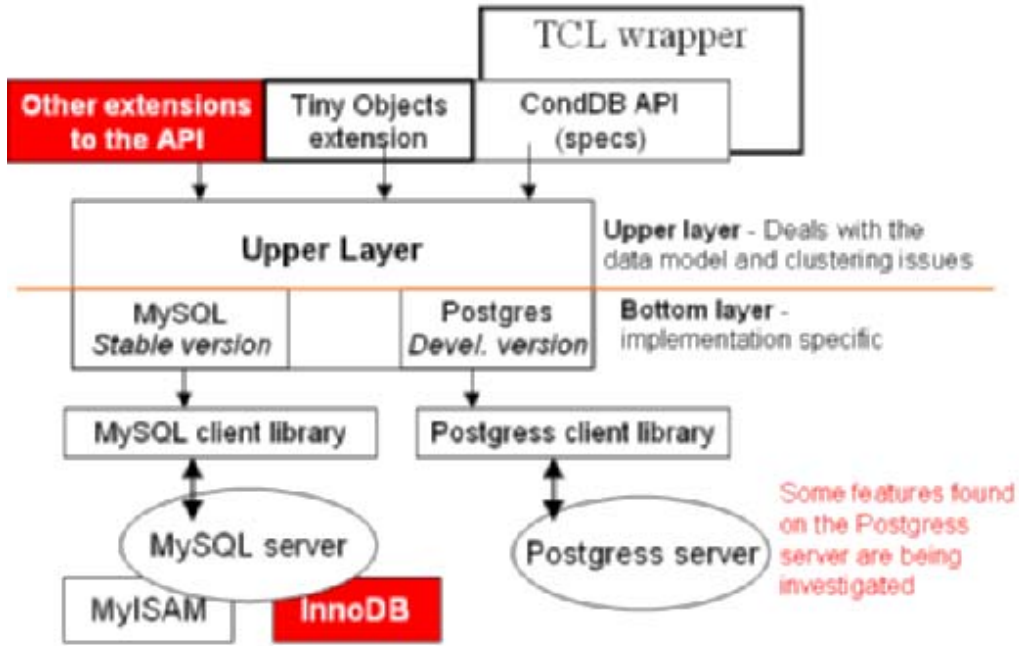 TCL wrapper
Other extensions
to the API
Tiny Objects
extension
CondDB API
(specs)
Upper Layer
Upper layer - Deals with the
data model and clustering issues
MySQL
Stable version
Postgres
Devel. version
Bottom layer -
implementation specific
MySQL client library
Postgress client library
MySQL server
Postgress server
Some features found
on the Postgress
server are being
investigated
MyISAM
InnoDB